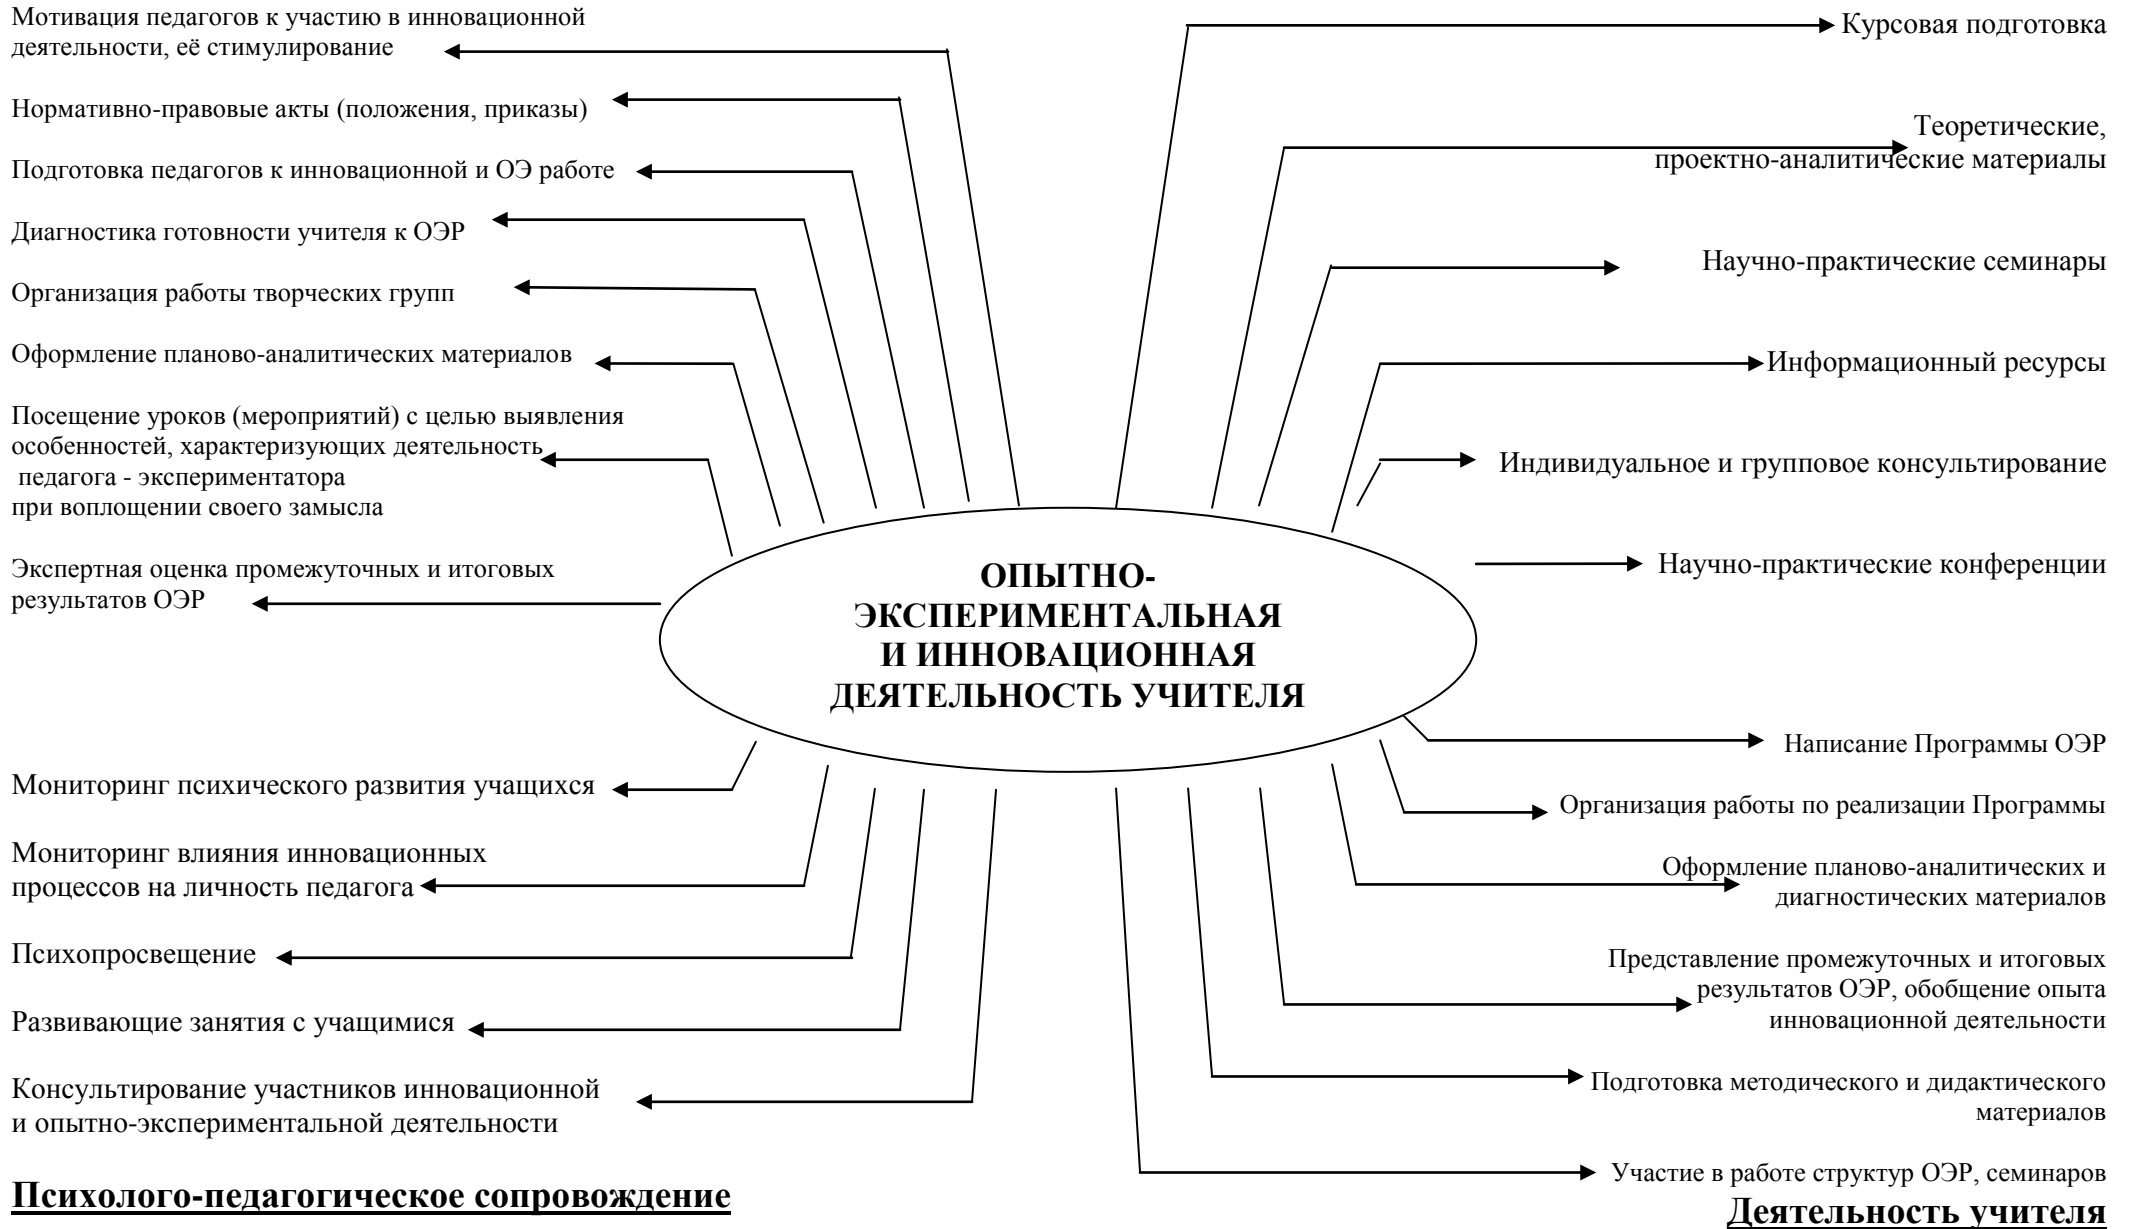 Мотивация педагогов к участию в инновационной
деятельности, её стимулирование
Нормативно-правовые акты (положения, приказы)
Подготовка педагогов к инновационной и ОЭ работе
Диагностика готовности учителя к ОЭР
Организация работы творческих групп
Оформление планово-аналитических материалов
Посещение уроков (мероприятий) с целью выявления
особенностей, характеризующих деятельность
педагога - экспериментатора
при воплощении своего замысла
Экспертная оценка промежуточных и итоговых
результатов ОЭР
Курсовая подготовка
Теоретические,
проектно-аналитические материалы
Научно-практические семинары
Информационный ресурсы
Индивидуальное и групповое консультирование
Научно-практические конференции
ОПЫТНО-
ЭКСПЕРИМЕНТАЛЬНАЯ
И ИННОВАЦИОННАЯ
ДЕЯТЕЛЬНОСТЬ УЧИТЕЛЯ
Мониторинг психического развития учащихся
Мониторинг влияния инновационных
процессов на личность педагога
Психопросвещение
Развивающие занятия с учащимися
Консультирование участников инновационной
и опытно-экспериментальной деятельности
Психолого-педагогическое сопровождение
Написание Программы ОЭР
Организация работы по реализации Программы
Оформление планово-аналитических и
диагностических материалов
Представление промежуточных и итоговых
результатов ОЭР, обобщение опыта
инновационной деятельности
Подготовка методического и дидактического
материалов
Участие в работе структур ОЭР, семинаров
Деятельность учителя